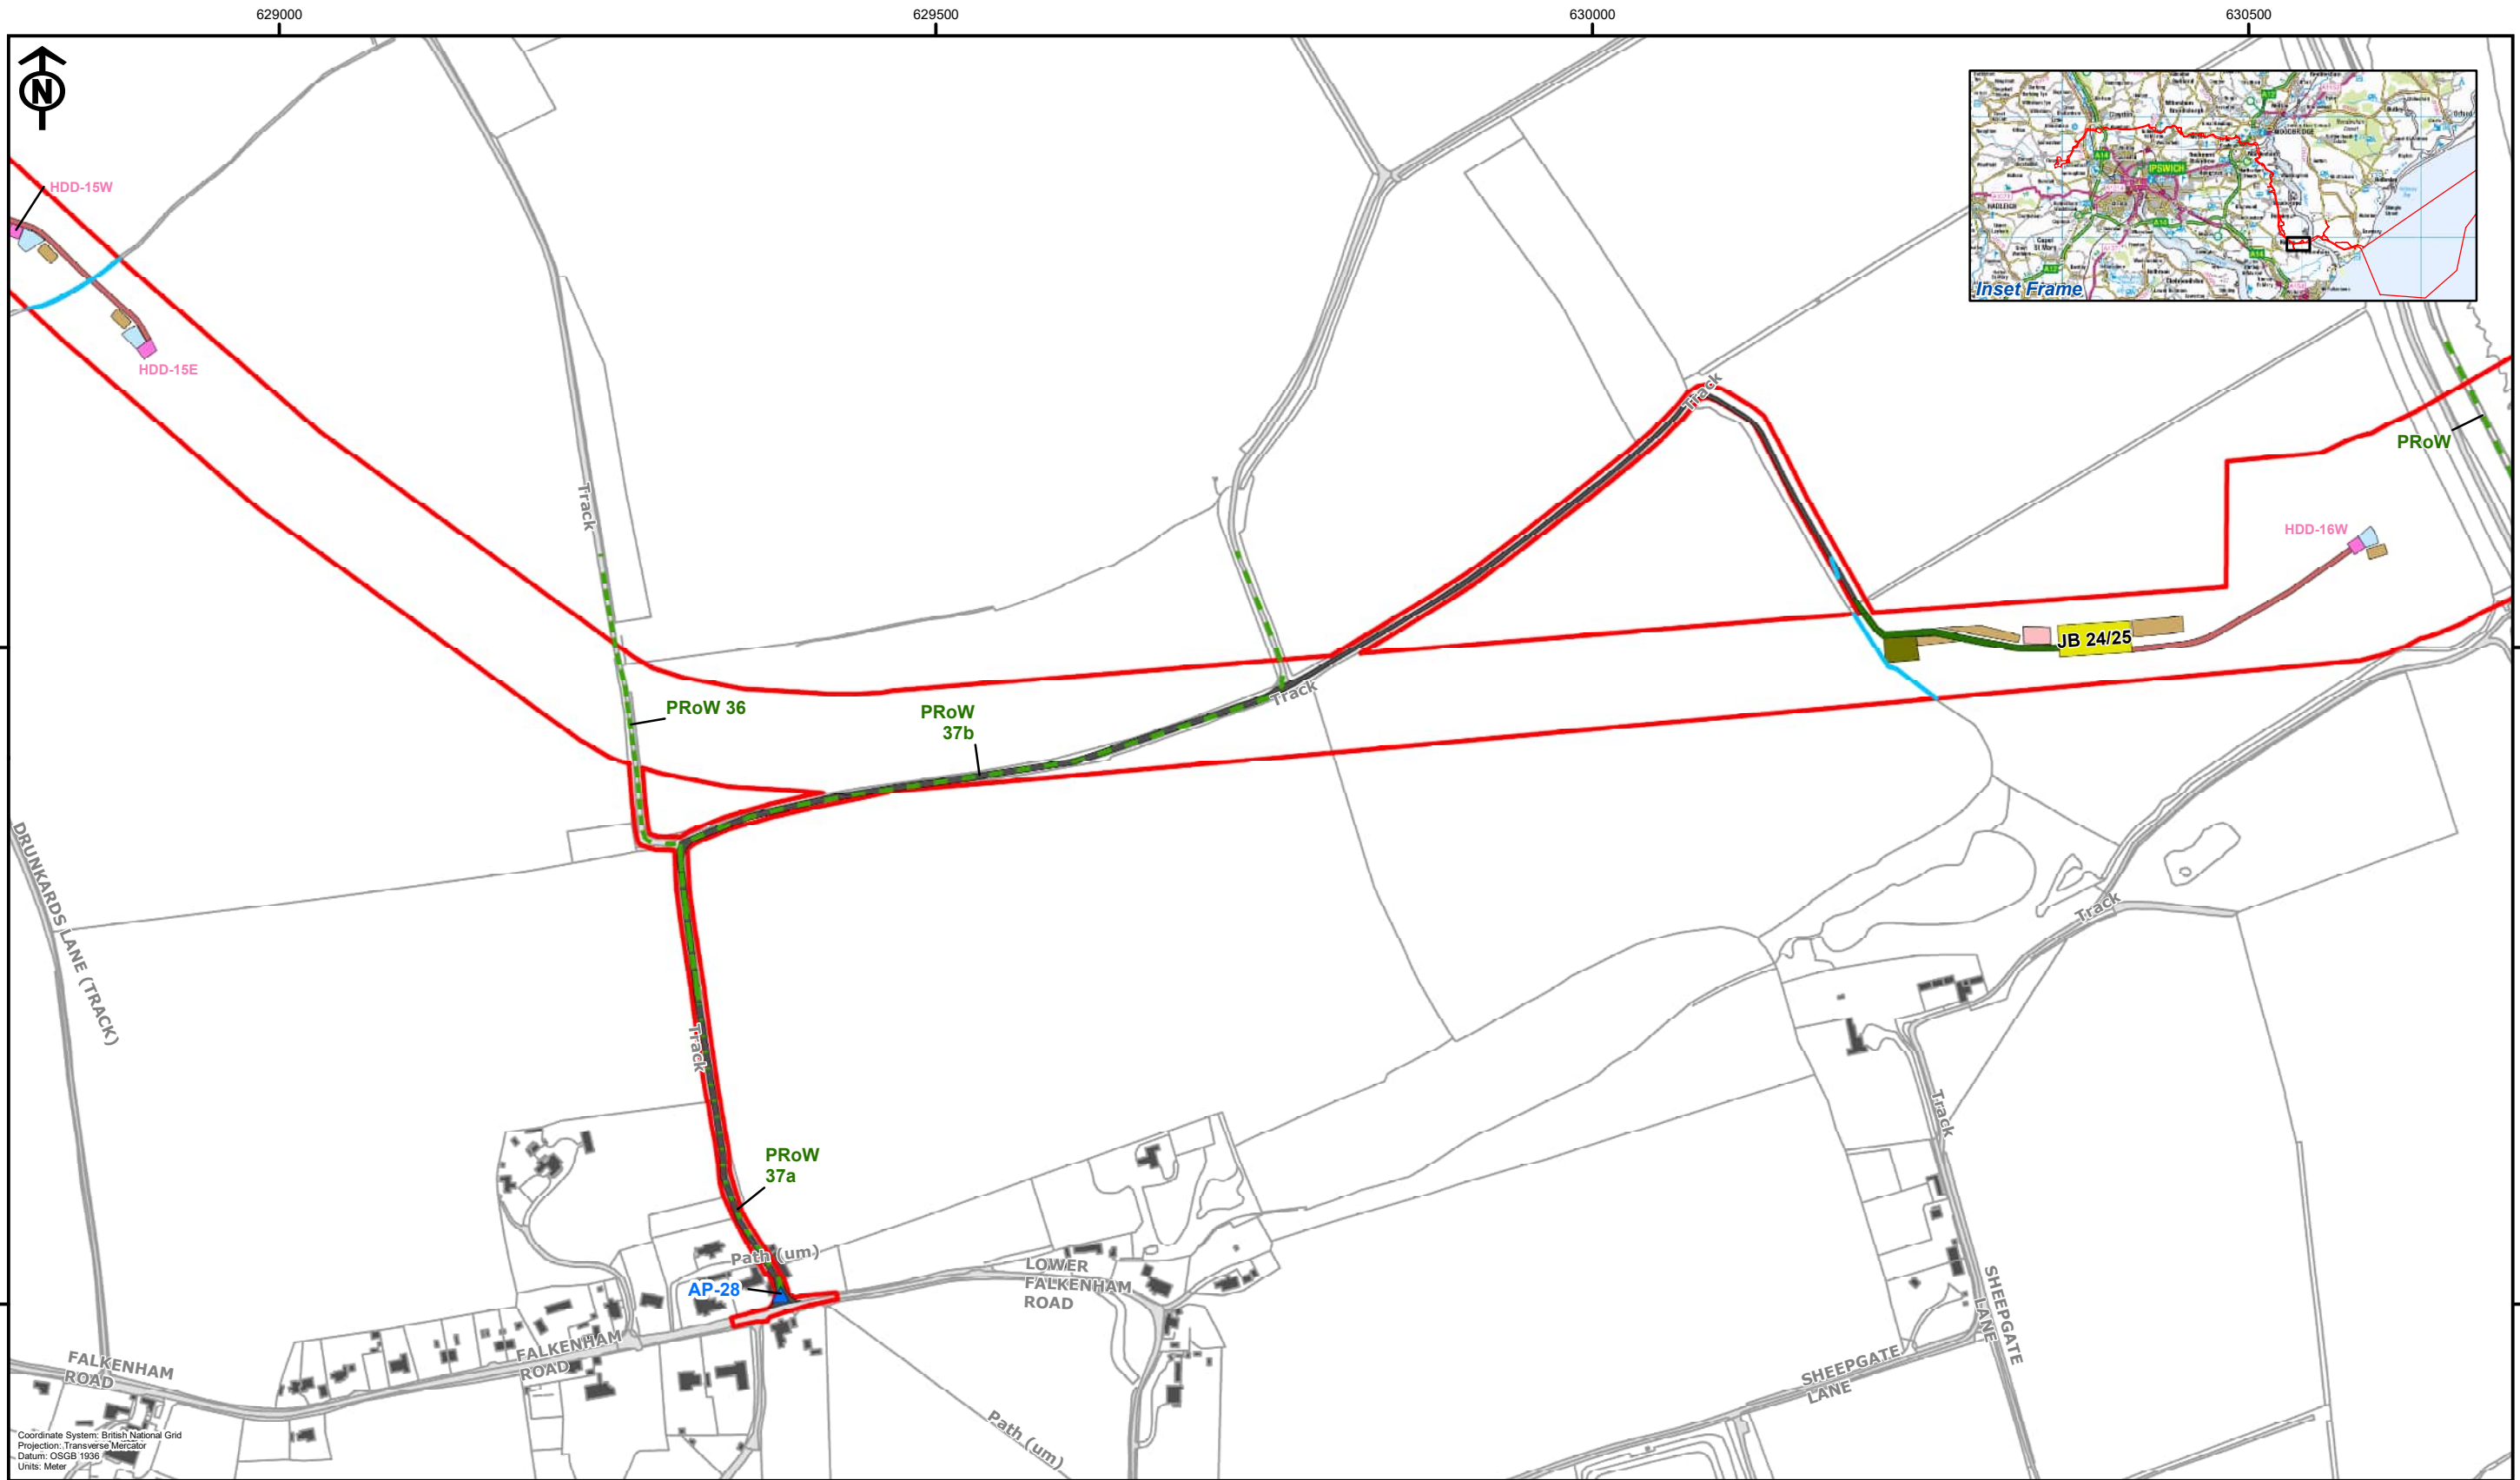 629000
629500
630000
630500
N
WOODBRIDGE
IPSWICH
HADLEIGH
Inset Frame
HDD-15W
HDD-15E
Track
Track
PRoW
HDD-16W
JB 24/25
PRoW 36
PRoW
37b
Track
DRUNKARDS LANE (TRACK)
Track
Track
Track
PRoW
37a
Path (um)
AP-28
LOWER
FALKENHAM
ROAD
SHEEPGATE
LANE
FALKENHAM
ROAD
FALKENHAM
ROAD
SHEEPGATE
LANE
Path (um)
Coordinate System: British National Grid
Projection: Transverse Mercator
Datum: OSGB 1936
Units: Meter